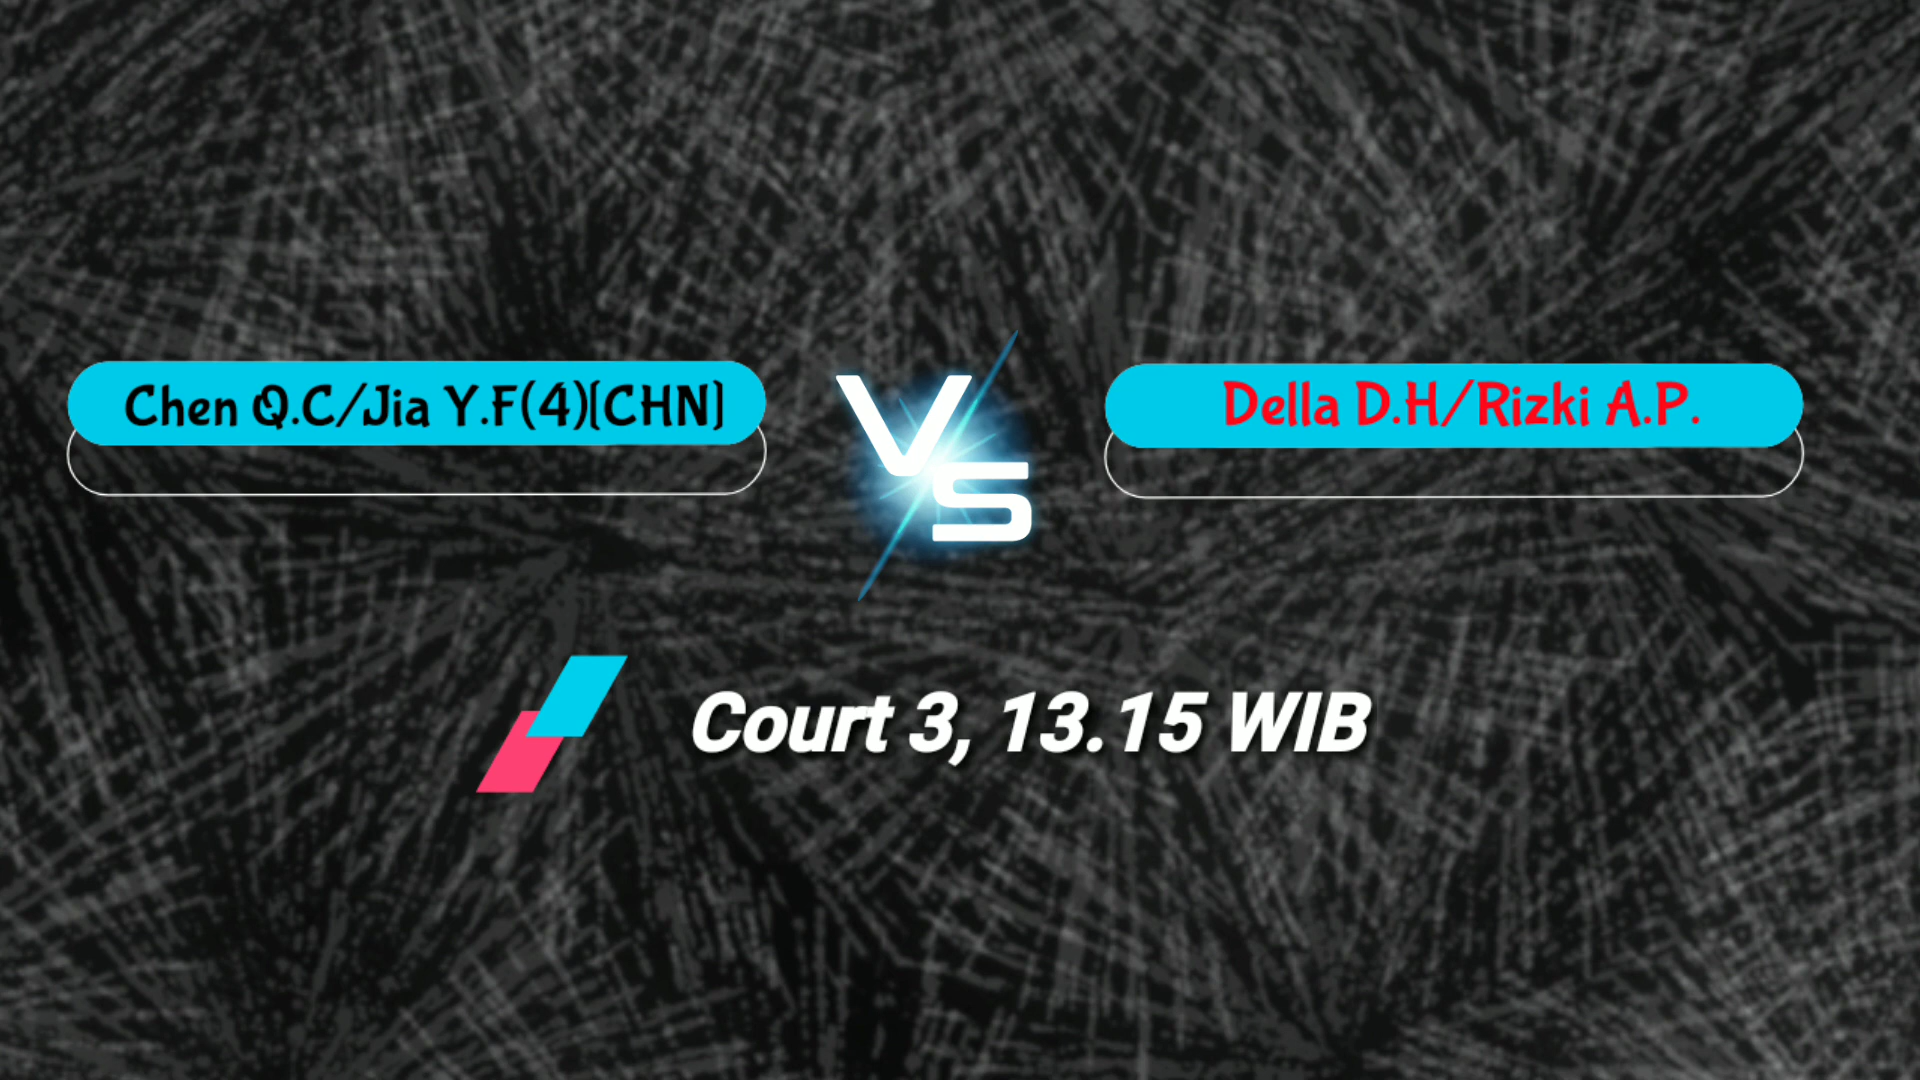 Chen Q.C/Jia Y.F(4)[CHN]
VS
Della D.H/Rizki A.P.
Court 3, 13.15 WIB